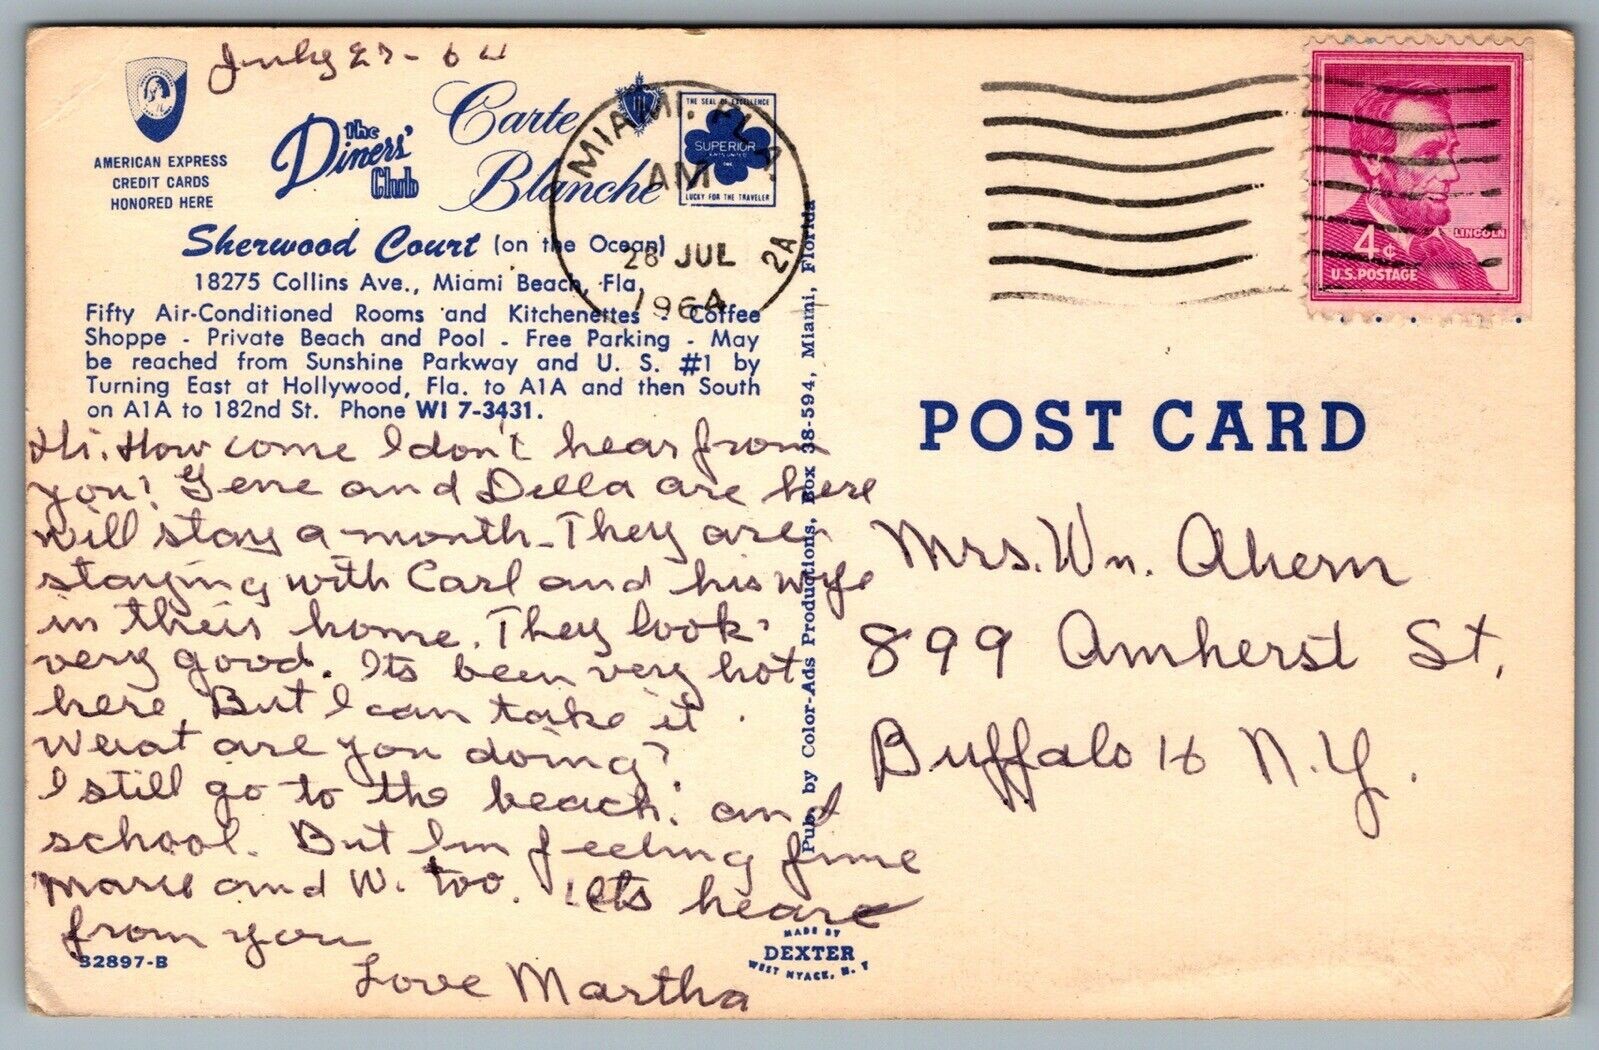 July 27-64
AMERICAN EXPRESS
CREDIT CARDS
HONORED HERE
The
Diners'
Club
Carte
Blanche
THE SEAL OF EXCELLENCE
SUPERIOR
INC
LUCKY FOR THE TRAVELER
MIAMI, FLA.
AM
28 JUL
2A
1964
Sherwood Court (on the Ocean)
18275 Collins Ave., Miami Beach, Fla.
Fifty Air-Conditioned Rooms and Kitchenettes - Coffee
Shoppe - Private Beach and Pool - Free Parking - May
be reached from Sunshine Parkway and U. S. #1 by
Turning East at Hollywood, Fla. to A1A and then South
on A1A to 182nd St. Phone WI 7-3431.
Hi. How come I don't hear from
you? Gene and Della are here
will stay a month. They are
staying with Carl and his wife
in their home. They look
very good. Its been very hot
here. But I can take it.
What are you doing?
I still go to the beach. and
school. But I'm feeling fine
and W. too. lets hear
from you
Love Martha
S2897-B
Pub. by Color-Ads Productions, Box 38-594, Miami, Florida
MADE BY
DEXTER
WEST NYACK, N. Y.
4¢
LINCOLN
U.S. POSTAGE
POST CARD
Mrs. Wm. Ahern
899 Amherst St.
Buffalo 16 N.Y.